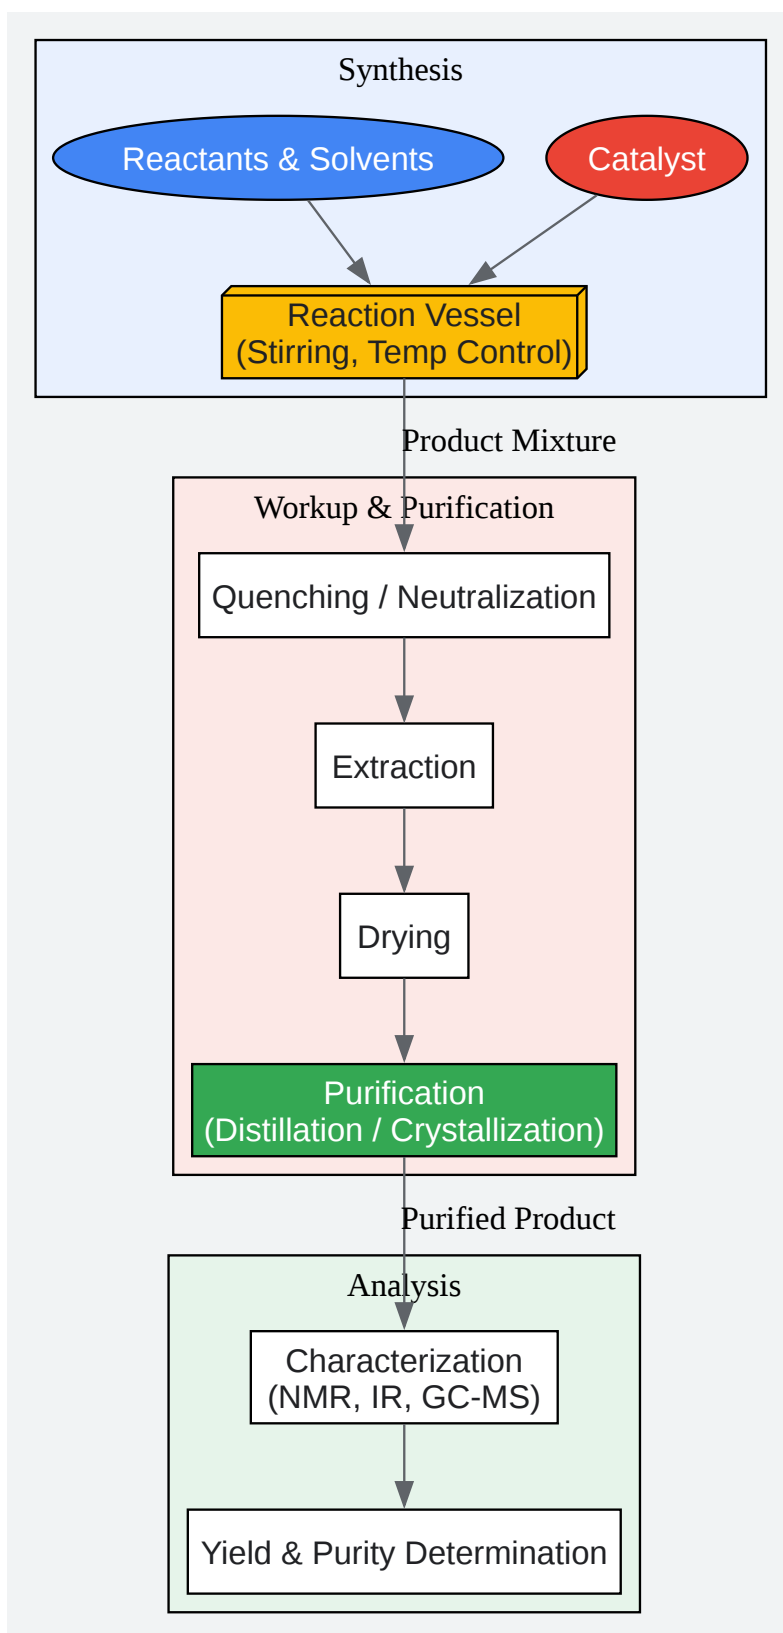 Synthesis
Reactants & Solvents
Catalyst
Reaction Vessel
(Stirring, Temp Control)
Product Mixture
Workup & Purification
Quenching / Neutralization
Extraction
Drying
Purification
(Distillation / Crystallization)
Purified Product
Analysis
Characterization
(NMR, IR, GC-MS)
Yield & Purity Determination